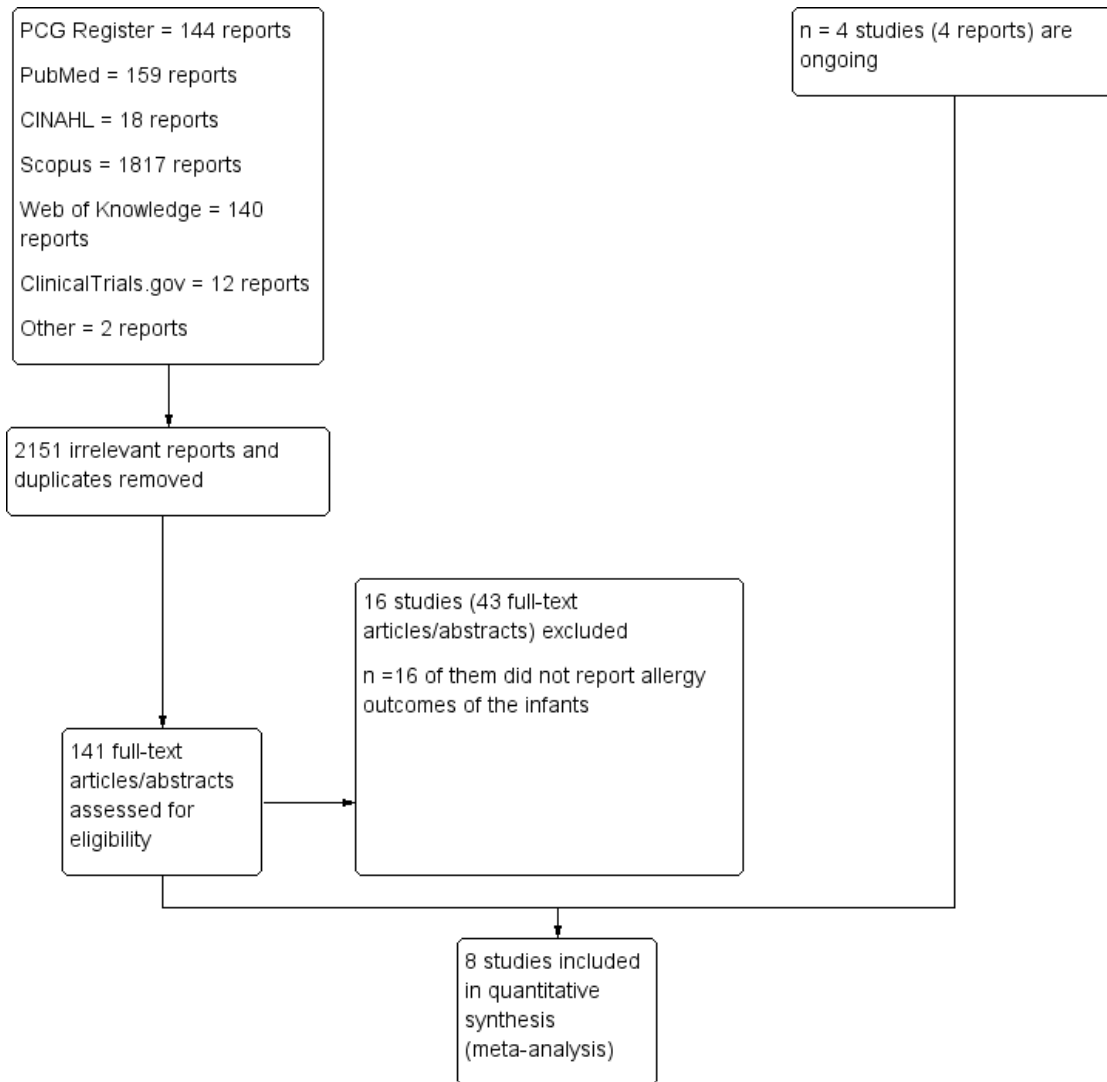 PCG Register = 144 reports
PubMed = 159 reports
CINAHL = 18 reports
Scopus = 1817 reports
Web of Knowledge = 140
reports
ClinicalTrials.gov = 12 reports
Other = 2 reports
n = 4 studies (4 reports) are
ongoing
2151 irrelevant reports and
duplicates removed
16 studies (43 full-text
articles/abstracts) excluded
n =16 of them did not report allergy
outcomes of the infants
141 full-text
articles/abstracts
assessed for
eligibility
8 studies included
in quantitative
synthesis
(meta-analysis)